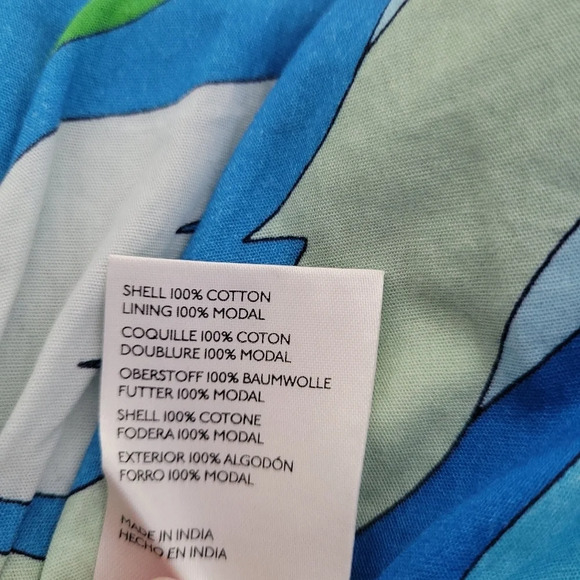 SHELL 100% COTTON
LINING 100% MODAL
COQUILLE 100% COTON
DOUBLURE 100% MODAL
OBERSTOFF 100% BAUMWOLLE
FUTTER 100% MODAL
SHELL 100% COTONE
FODERA 100% MODAL
EXTERIOR 100% ALGODÓN
FORRO 100% MODAL
MADE IN INDIA
HECHO EN INDIA